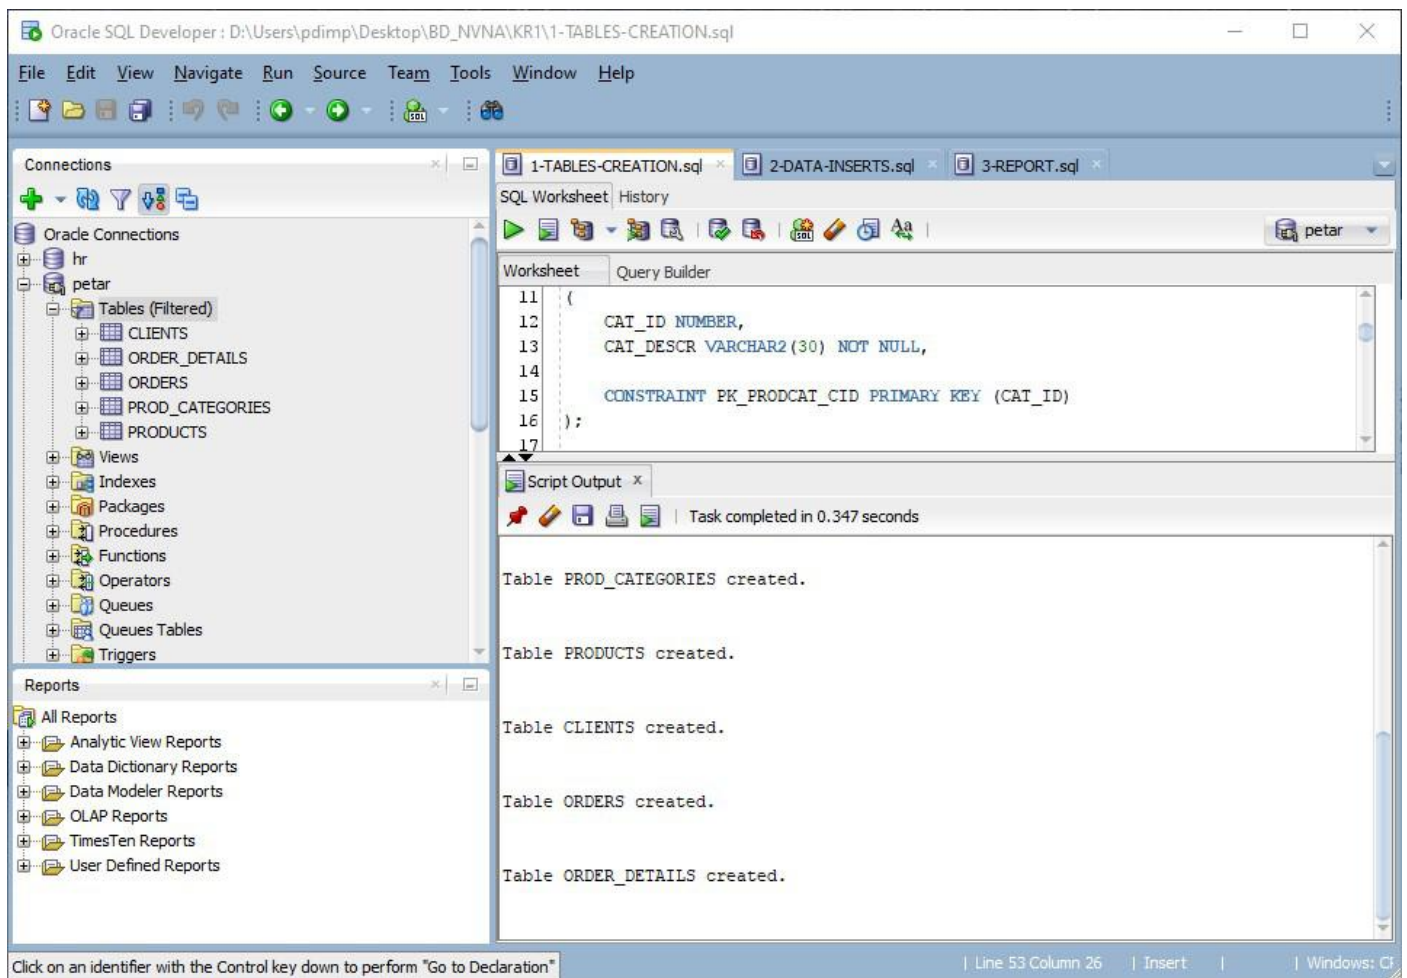 Oracle SQL Developer : D:\Users\pdimp\Desktop\BD_NVNA\KR1\1-TABLES-CREATION.sql
File Edit View Navigate Run Source Team Tools Window Help
Connections
Oracle Connections
hr
petar
Tables (Filtered)
CLIENTS
ORDER_DETAILS
ORDERS
PROD_CATEGORIES
PRODUCTS
Views
Indexes
Packages
Procedures
Functions
Operators
Queues
Queues Tables
Triggers
Reports
All Reports
Analytic View Reports
Data Dictionary Reports
Data Modeler Reports
OLAP Reports
TimesTen Reports
User Defined Reports
1-TABLES-CREATION.sql 2-DATA-INSERTS.sql 3-REPORT.sql
SQL Worksheet History
petar
Worksheet Query Builder
11 (
12 CAT_ID NUMBER,
13 CAT_DESCR VARCHAR2(30) NOT NULL,
14
15 CONSTRAINT PK_PRODCAT_CID PRIMARY KEY (CAT_ID)
16 );
17
Script Output x
Task completed in 0.347 seconds
Table PROD_CATEGORIES created.
Table PRODUCTS created.
Table CLIENTS created.
Table ORDERS created.
Table ORDER_DETAILS created.
Click on an identifier with the Control key down to perform "Go to Declaration"
| Line 53 Column 26 | Insert | | Windows: